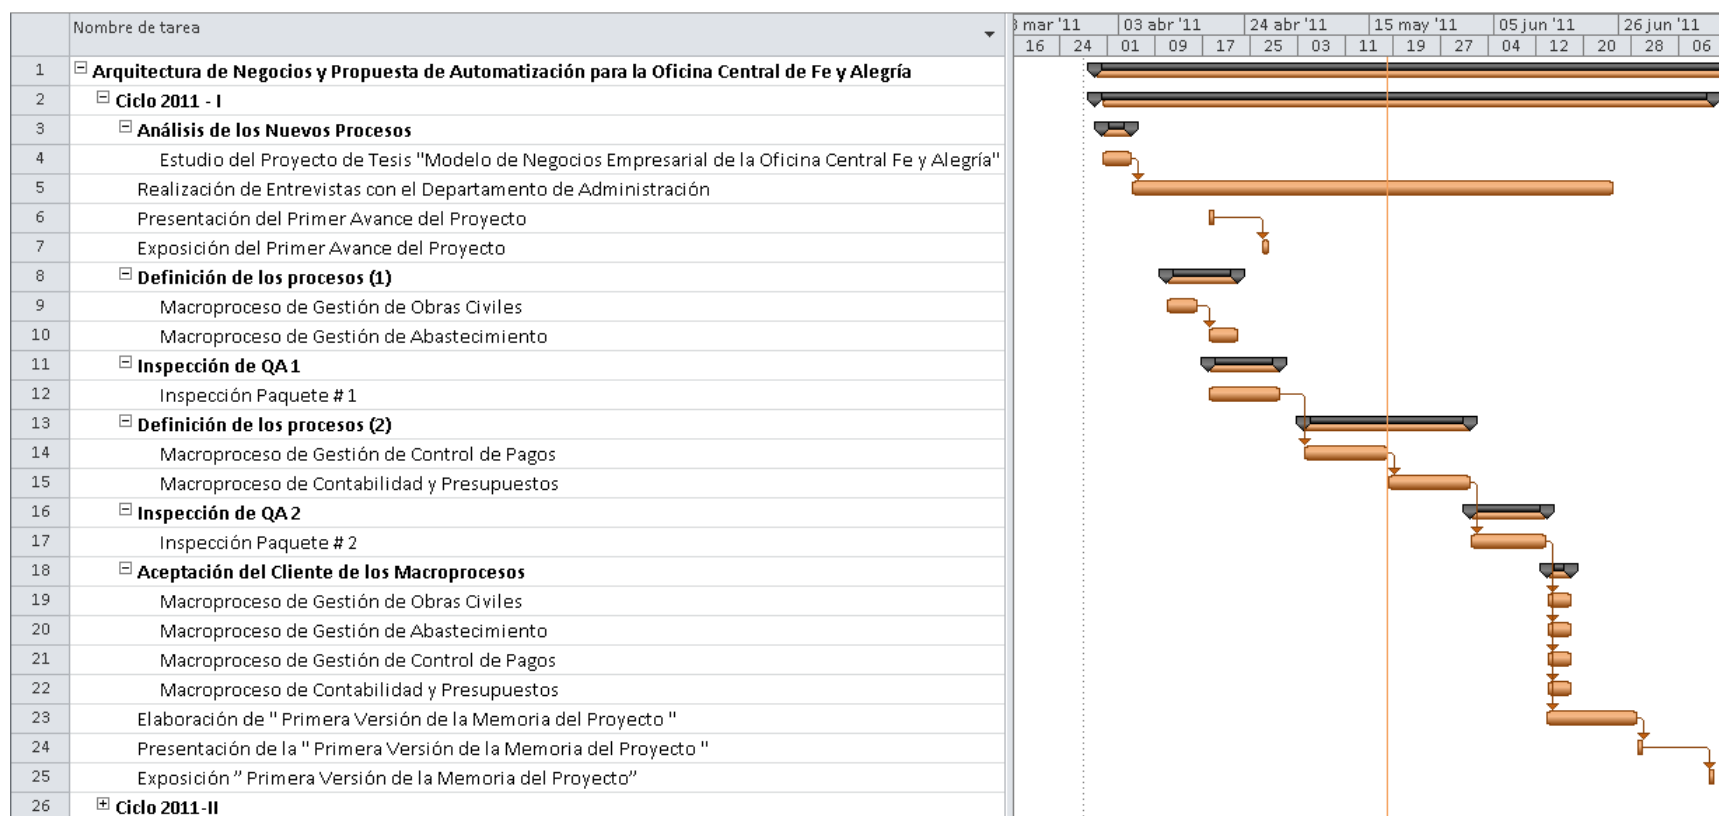 Nombre de tarea
mar '11 03 abr '11 24 abr '11 15 may '11 05 jun '11 26 jun '11
16 24 01 09 17 25 03 11 19 27 04 12 20 28 06
1 Arquitectura de Negocios y Propuesta de Automatización para la Oficina Central de Fe y Alegría
2 Ciclo 2011 - I
3 Análisis de los Nuevos Procesos
4 Estudio del Proyecto de Tesis "Modelo de Negocios Empresarial de la Oficina Central Fe y Alegría"
5 Realización de Entrevistas con el Departamento de Administración
6 Presentación del Primer Avance del Proyecto
7 Exposición del Primer Avance del Proyecto
8 Definición de los procesos (1)
9 Macroproceso de Gestión de Obras Civiles
10 Macroproceso de Gestión de Abastecimiento
11 Inspección de QA 1
12 Inspección Paquete # 1
13 Definición de los procesos (2)
14 Macroproceso de Gestión de Control de Pagos
15 Macroproceso de Contabilidad y Presupuestos
16 Inspección de QA 2
17 Inspección Paquete # 2
18 Aceptación del Cliente de los Macroprocesos
19 Macroproceso de Gestión de Obras Civiles
20 Macroproceso de Gestión de Abastecimiento
21 Macroproceso de Gestión de Control de Pagos
22 Macroproceso de Contabilidad y Presupuestos
23 Elaboración de " Primera Versión de la Memoria del Proyecto "
24 Presentación de la " Primera Versión de la Memoria del Proyecto "
25 Exposición ” Primera Versión de la Memoria del Proyecto”
26 Ciclo 2011-II